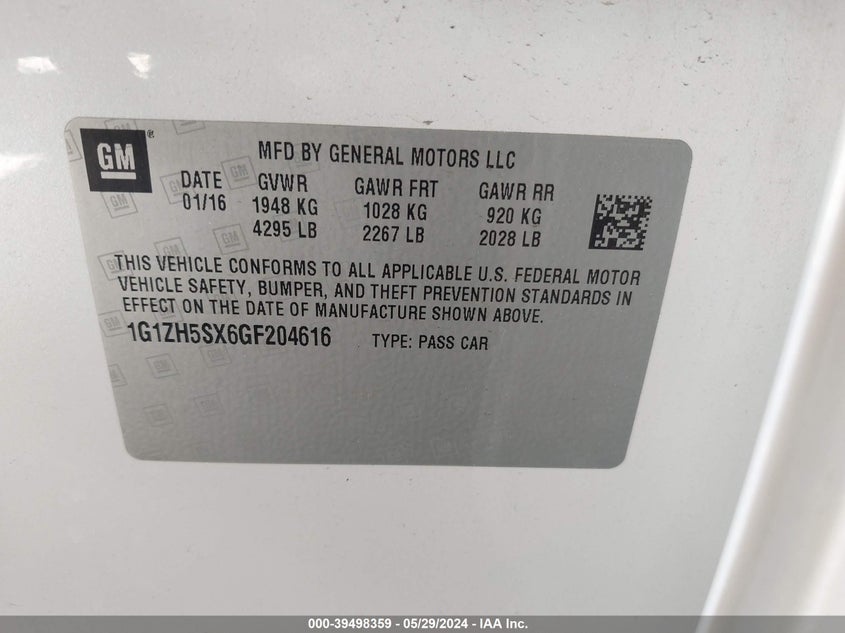 GM®
MFD BY GENERAL MOTORS LLC
DATE GVWR GAWR FRT GAWR RR
01/16 1948 KG 1028 KG 920 KG
4295 LB 2267 LB 2028 LB
THIS VEHICLE CONFORMS TO ALL APPLICABLE U.S. FEDERAL MOTOR
VEHICLE SAFETY, BUMPER, AND THEFT PREVENTION STANDARDS IN
EFFECT ON THE DATE OF MANUFACTURE SHOWN ABOVE.
1G1ZH5SX6GF204616 TYPE: PASS CAR
000-39498359 - 05/29/2024 - IAA Inc.